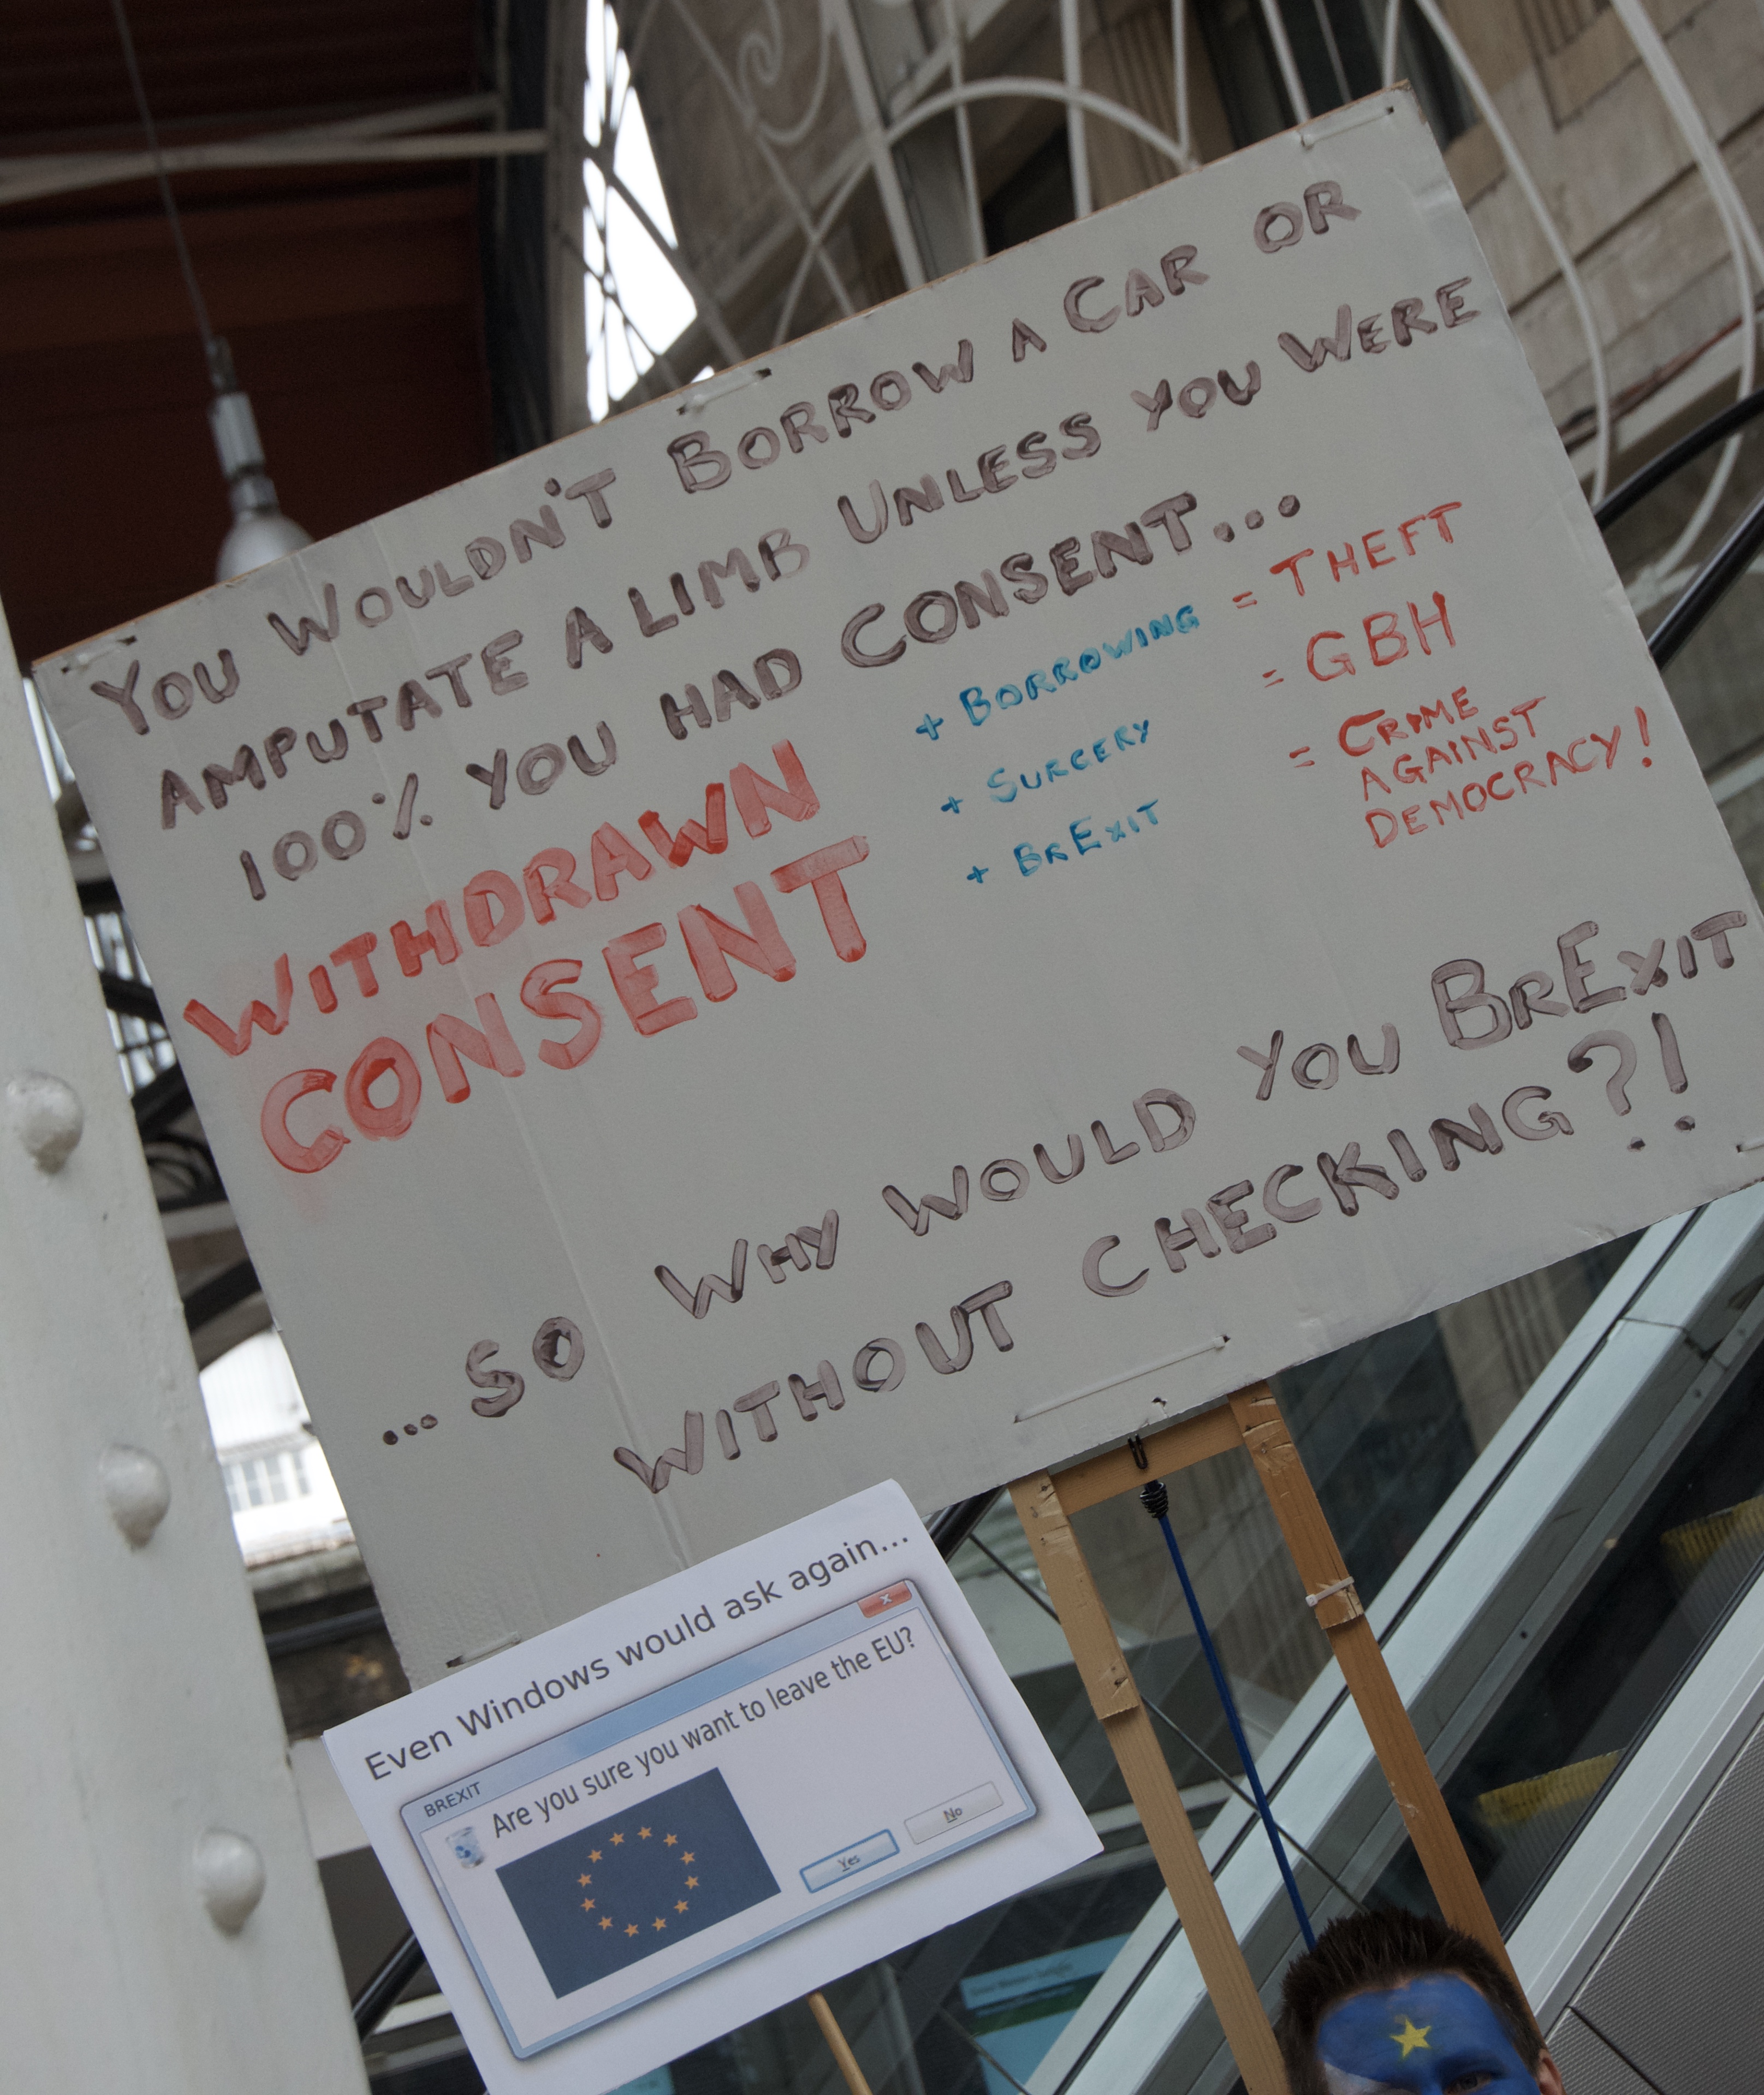 YOU WOULDN'T BORROW A CAR OR
AMPUTATE A LIMB UNLESS YOU WERE
100% YOU HAD CONSENT...
WITHDRAWN
CONSENT
+ BORROWING = THEFT
+ SURGERY = GBH
+ BREXIT = CRIME
AGAINST
DEMOCRACY!
...SO WHY WOULD YOU BREXIT
WITHOUT CHECKING?!
Even Windows would ask again...
BREXIT
Are you sure you want to leave the EU?
Yes
No